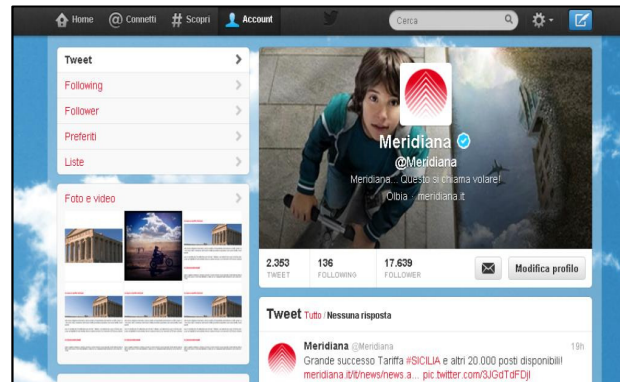 Home Connetti Scopri Account Cerca
Tweet
Following
Follower
Preferiti
Liste
Foto e video
Meridiana
@Meridiana
Meridiana... Questo si chiama volare!
Olbia meridiana.it
2.353 136 17.639
TWEET FOLLOWING FOLLOWER Modifica profilo
Tweet Tutto / Nessuna risposta
Meridiana @Meridiana 19h
Grande successo Tariffa #SICILIA e altri 20.000 posti disponibili!
meridiana.it/it/news/news.a... pic.twitter.com/3JGdTdFDjI